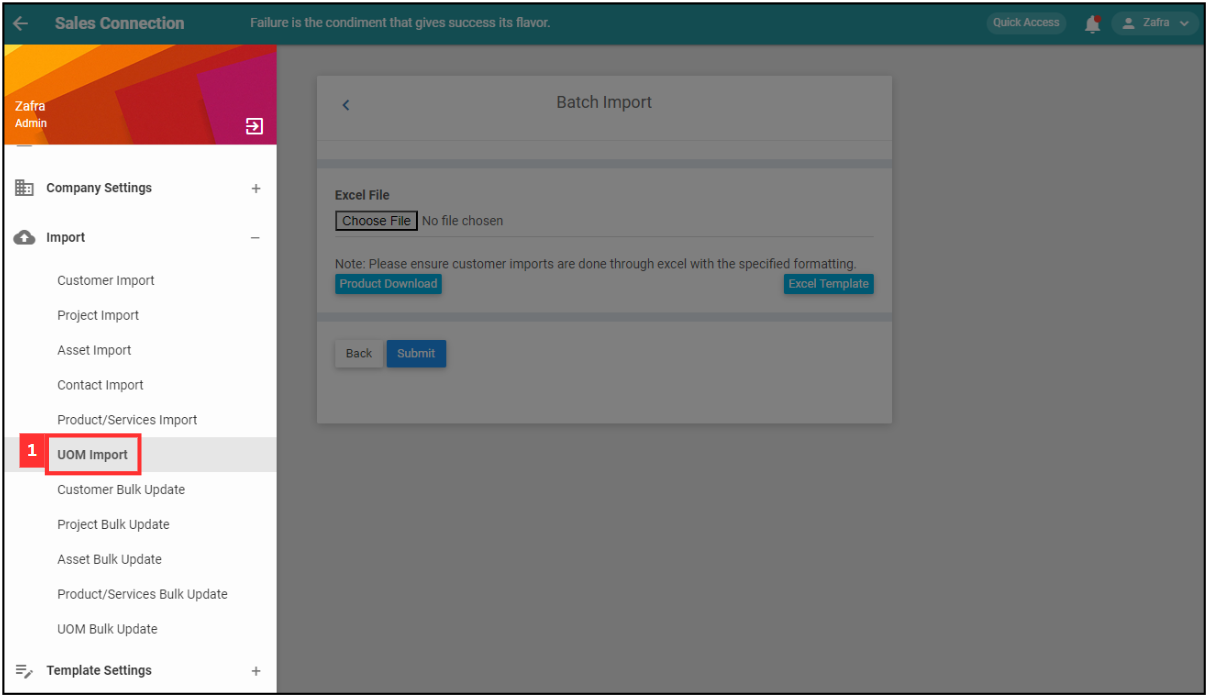 Sales Connection
Failure is the condiment that gives success its flavor.
Quick Access
Zafra
Zafra
Admin
Company Settings
Import
Customer Import
Project Import
Asset Import
Contact Import
Product/Services Import
1
UOM Import
Customer Bulk Update
Project Bulk Update
Asset Bulk Update
Product/Services Bulk Update
UOM Bulk Update
Template Settings
Batch Import
Excel File
Choose File No file chosen
Note: Please ensure customer imports are done through excel with the specified formatting.
Product Download
Excel Template
Back
Submit